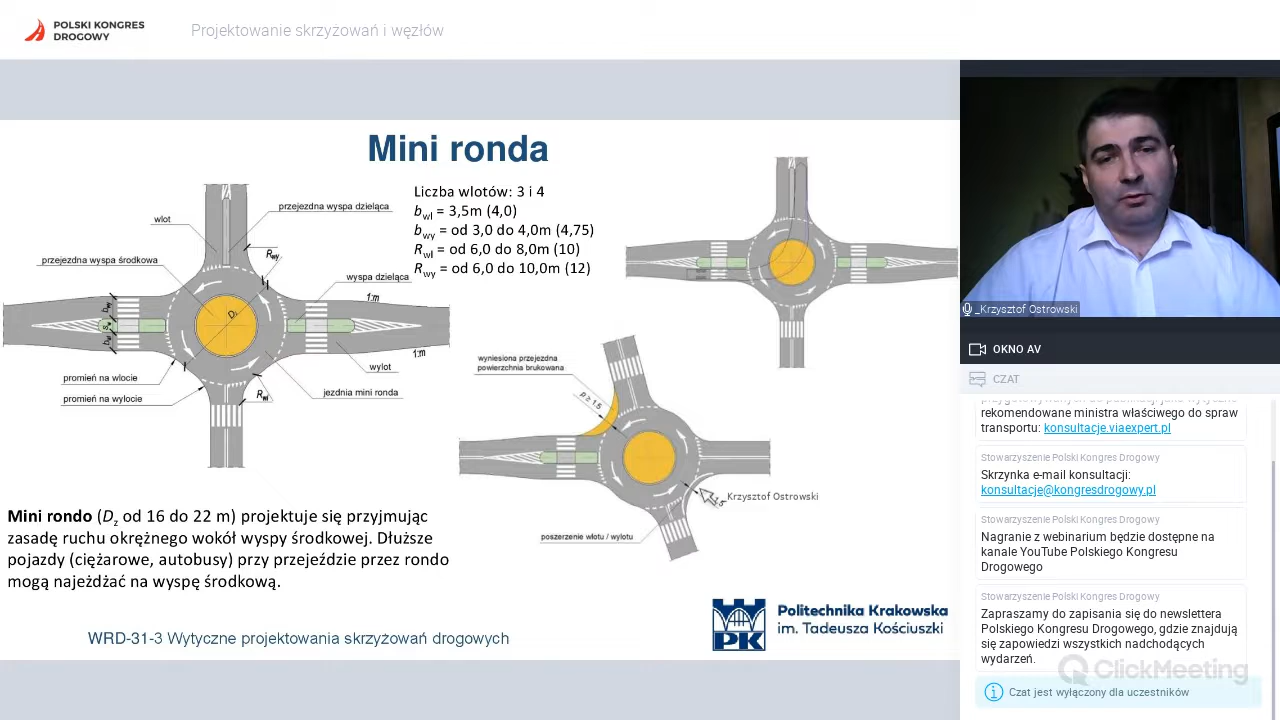 POLSKI KONGRES
DROGOWY
Projektowanie skrzyżowań i węzłów
Mini ronda
Liczba wlotów: 3 i 4
bwl = 3,5m (4,0)
bwy = od 3,0 do 4,0m (4,75)
Rwl = od 6,0 do 8,0m (10)
Rwy = od 6,0 do 10,0m (12)
przejezdna wyspa dzieląca
wlot
Rwy
przejezdna wyspa środkowa
wyspa dzieląca
1:m
Dz
1:m
wylot
promień na wlocie
promień na wylocie
Rwl
jezdnia mini ronda
wyniesiona przejezdna
powierzchnia brukowana
p ≥ 1.5
Krzysztof Ostrowski
poszerzenie wlotu / wylotu
Mini rondo (Dz od 16 do 22 m) projektuje się przyjmując
zasadę ruchu okrężnego wokół wyspy środkowej. Dłuższe
pojazdy (ciężarowe, autobusy) przy przejeździe przez rondo
mogą najeżdżać na wyspę środkową.
WRD-31-3 Wytyczne projektowania skrzyżowań drogowych
PK
Politechnika Krakowska
im. Tadeusza Kościuszki
_Krzysztof Ostrowski
OKNO AV
CZAT
rekomendowane ministra właściwego do spraw
transportu: konsultacje.viaexpert.pl
Stowarzyszenie Polski Kongres Drogowy
Skrzynka e-mail konsultacji:
konsultacje@kongresdrogowy.pl
Stowarzyszenie Polski Kongres Drogowy
Nagranie z webinarium będzie dostępne na
kanale YouTube Polskiego Kongresu
Drogowego
Stowarzyszenie Polski Kongres Drogowy
Zapraszamy do zapisania się do newslettera
Polskiego Kongresu Drogowego, gdzie znajdują
się zapowiedzi wszystkich nadchodzących
wydarzeń.
ClickMeeting
Czat jest wyłączony dla uczestników